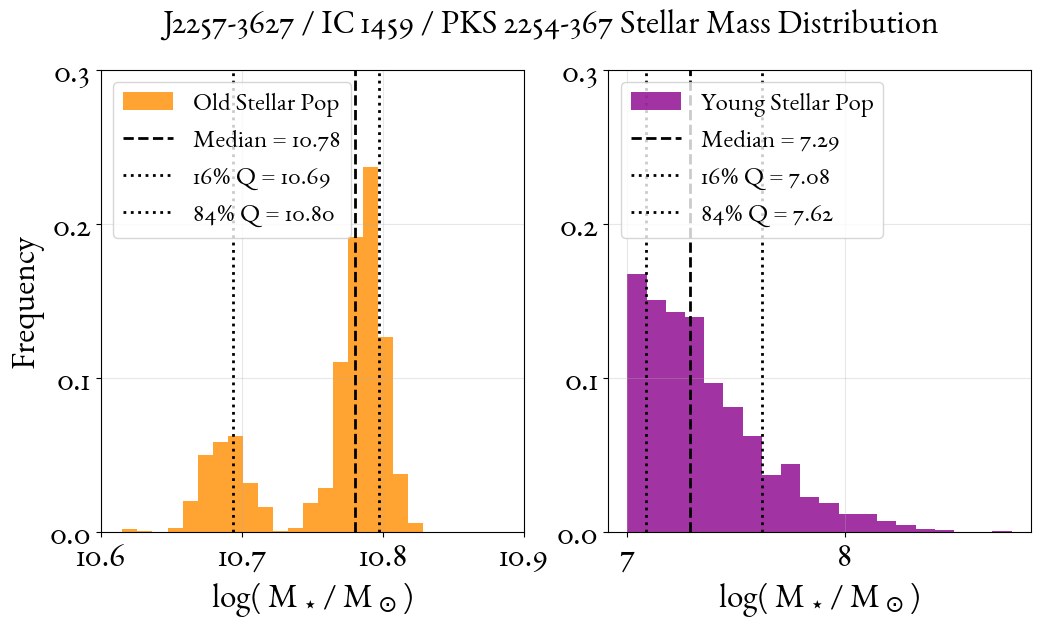 J2257-3627 / IC 1459 / PKS 2254-367 Stellar Mass Distribution
Frequency
0.3
0.2
0.1
0.0
Old Stellar Pop
Median = 10.78
16% Q = 10.69
84% Q = 10.80
10.6 10.7 10.8 10.9
log( M ⋆ / M ⊙ )
0.3
0.2
0.1
0.0
Young Stellar Pop
Median = 7.29
16% Q = 7.08
84% Q = 7.62
7 8
log( M ⋆ / M ⊙ )